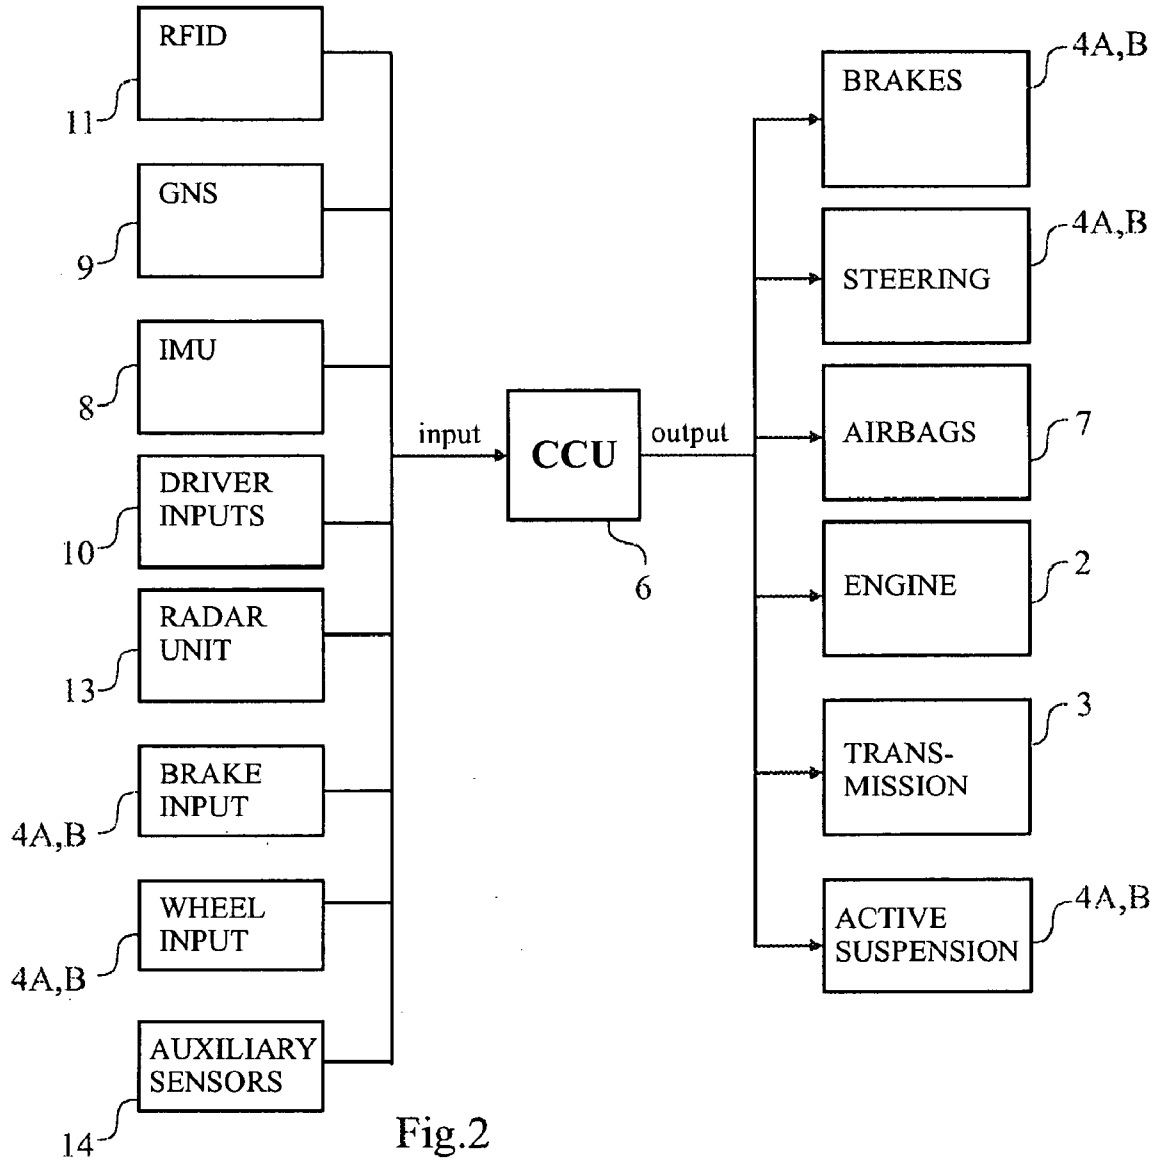 RFID
11
GNS
9
IMU
8
DRIVER
INPUTS
10
RADAR
UNIT
13
BRAKE
INPUT
4A,B
WHEEL
INPUT
4A,B
AUXILIARY
SENSORS
14
input
CCU
6
output
4A,B
BRAKES
4A,B
STEERING
7
AIRBAGS
2
ENGINE
3
TRANS-
MISSION
4A,B
ACTIVE
SUSPENSION
Fig.2